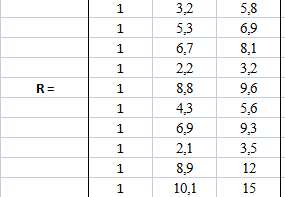 1 3,2 5,8
1 5,3 6,9
1 6,7 8,1
1 2,2 3,2
R = 1 8,8 9,6
1 4,3 5,6
1 6,9 9,3
1 2,1 3,5
1 8,9 12
1 10,1 15